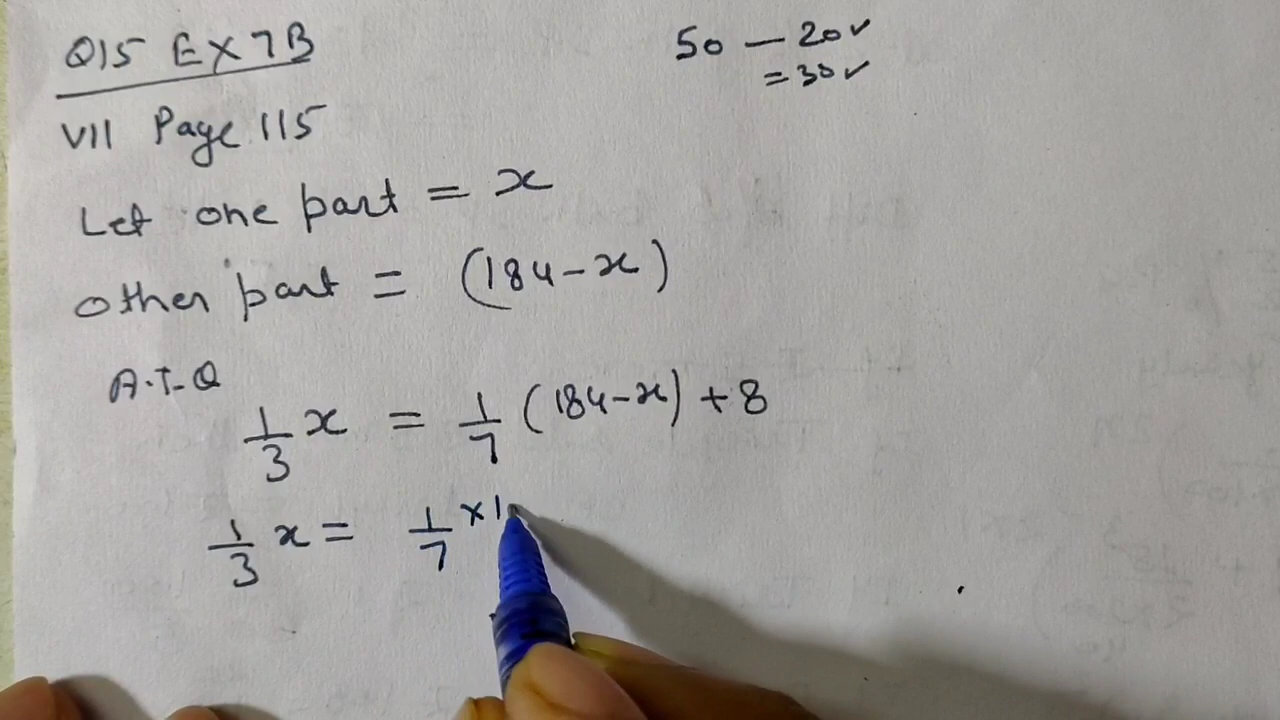 Q15 EX 7B
50 — 20✓
= 30✓
VII Page 115
Let one part = x
Other part = (184-x)
A.T.Q
1/3 x = 1/7 (184-x) + 8
1/3 x = 1/7 × 1